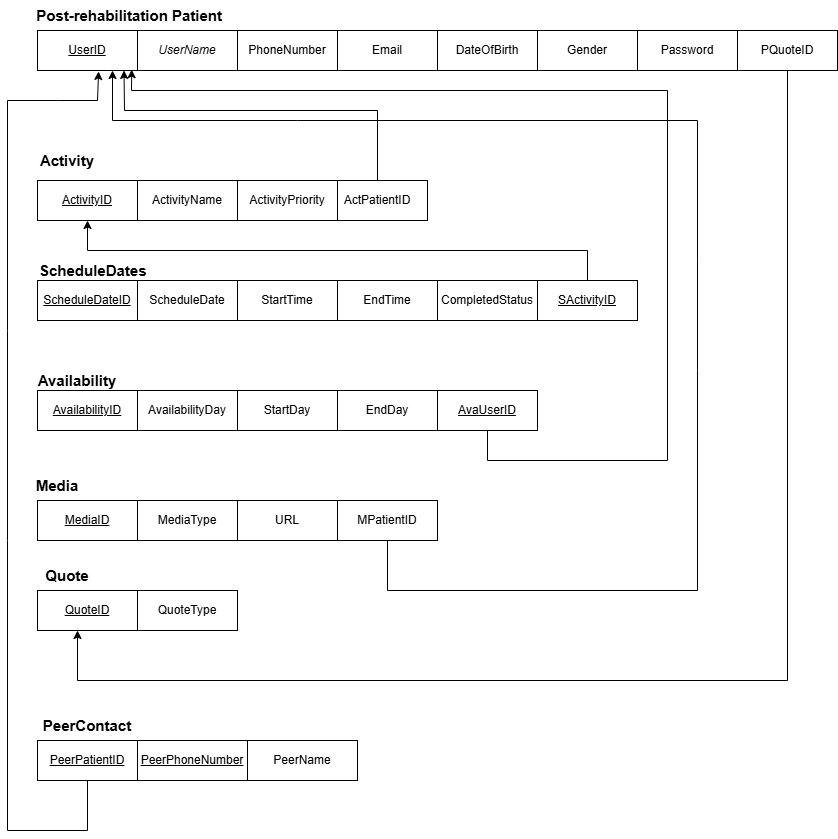 Post-rehabilitation Patient
UserID UserName PhoneNumber Email DateOfBirth Gender Password PQuoteID
Activity
ActivityID ActivityName ActivityPriority ActPatientID
ScheduleDates
ScheduleDateID ScheduleDate StartTime EndTime CompletedStatus SActivityID
Availability
AvailabilityID AvailabilityDay StartDay EndDay AvaUserID
Media
MediaID MediaType URL MPatientID
Quote
QuoteID QuoteType
PeerContact
PeerPatientID PeerPhoneNumber PeerName